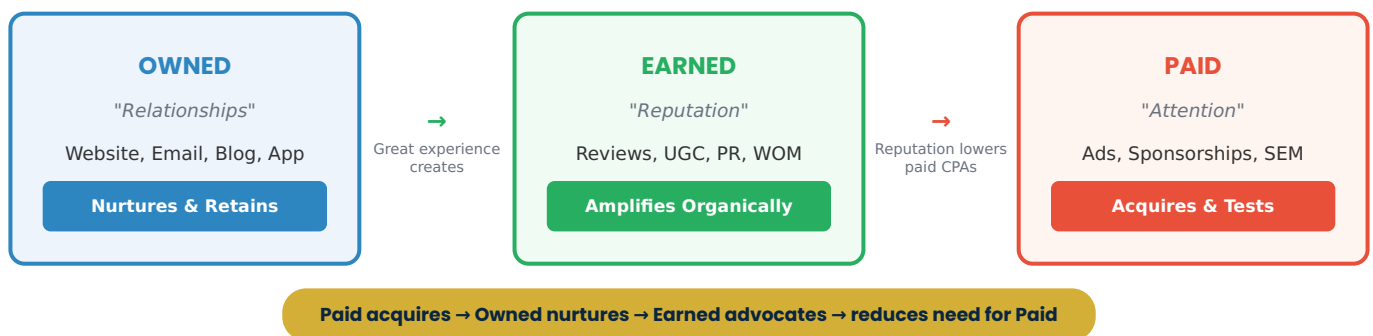 OWNED
"Relationships"
Website, Email, Blog, App
Nurtures & Retains
→
Great experience
creates
EARNED
"Reputation"
Reviews, UGC, PR, WOM
Amplifies Organically
→
Reputation lowers
paid CPAs
PAID
"Attention"
Ads, Sponsorships, SEM
Acquires & Tests
Paid acquires → Owned nurtures → Earned advocates → reduces need for Paid